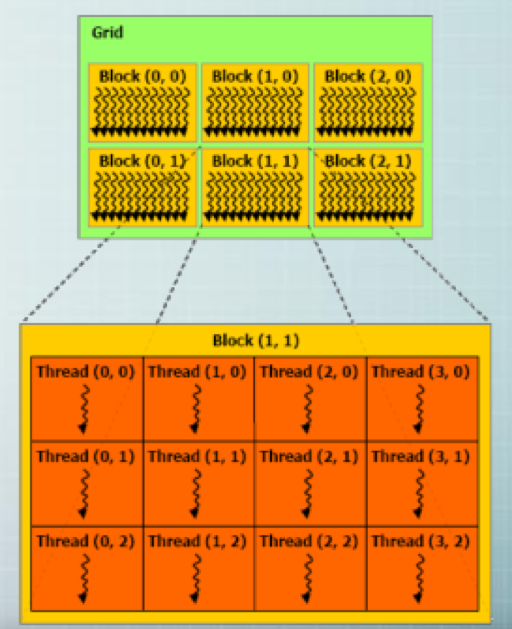 Grid
Block (0, 0) Block (1, 0) Block (2, 0)
Block (0, 1) Block (1, 1) Block (2, 1)
Block (1, 1)
Thread (0, 0) Thread (1, 0) Thread (2, 0) Thread (3, 0)
Thread (0, 1) Thread (1, 1) Thread (2, 1) Thread (3, 1)
Thread (0, 2) Thread (1, 2) Thread (2, 2) Thread (3, 2)